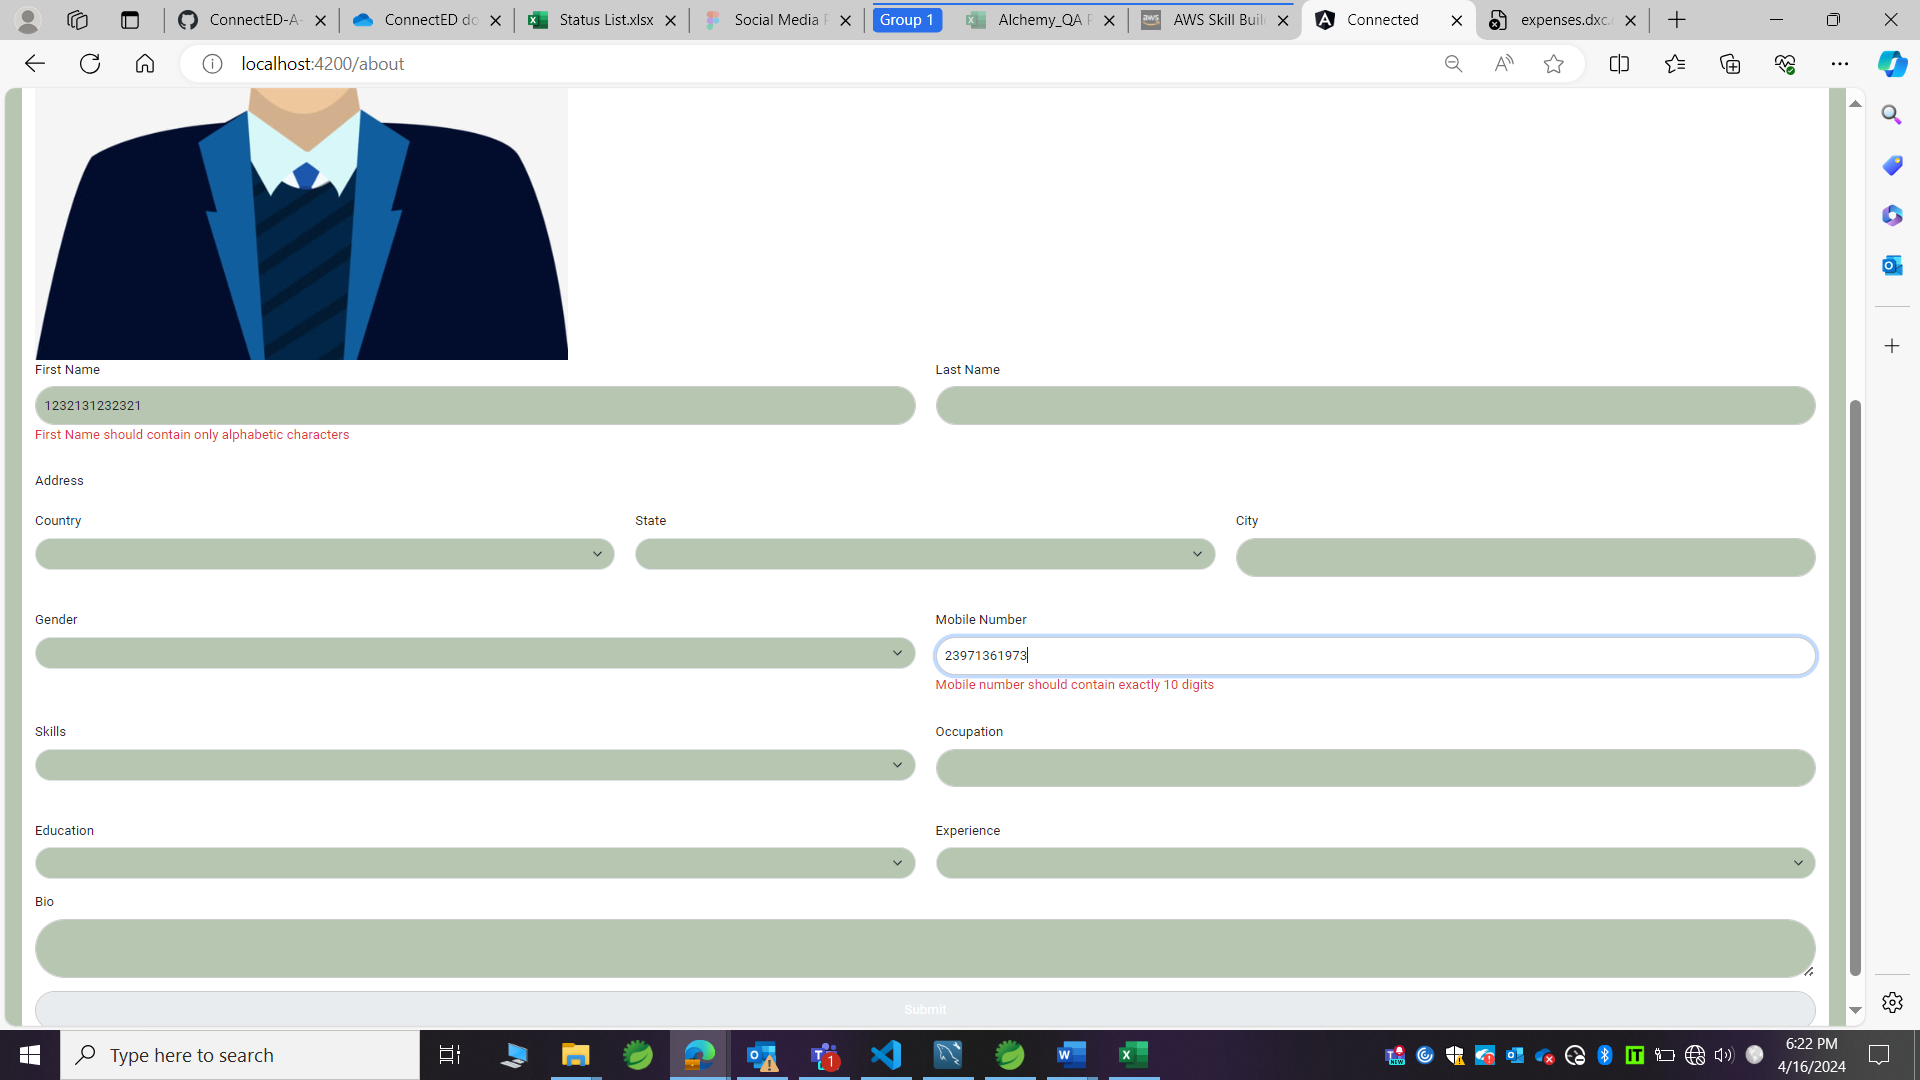 ConnectED-A-
ConnectED do
Status List.xlsx
Social Media P
Group 1
Alchemy_QA P
AWS Skill Buil
Connected
expenses.dxc.c
localhost:4200/about
First Name
Last Name
1232131232321
First Name should contain only alphabetic characters
Address
Country
State
City
Gender
Mobile Number
23971361973
Mobile number should contain exactly 10 digits
Skills
Occupation
Education
Experience
Bio
Submit
Type here to search
1
NEW
IT
6:22 PM
4/16/2024